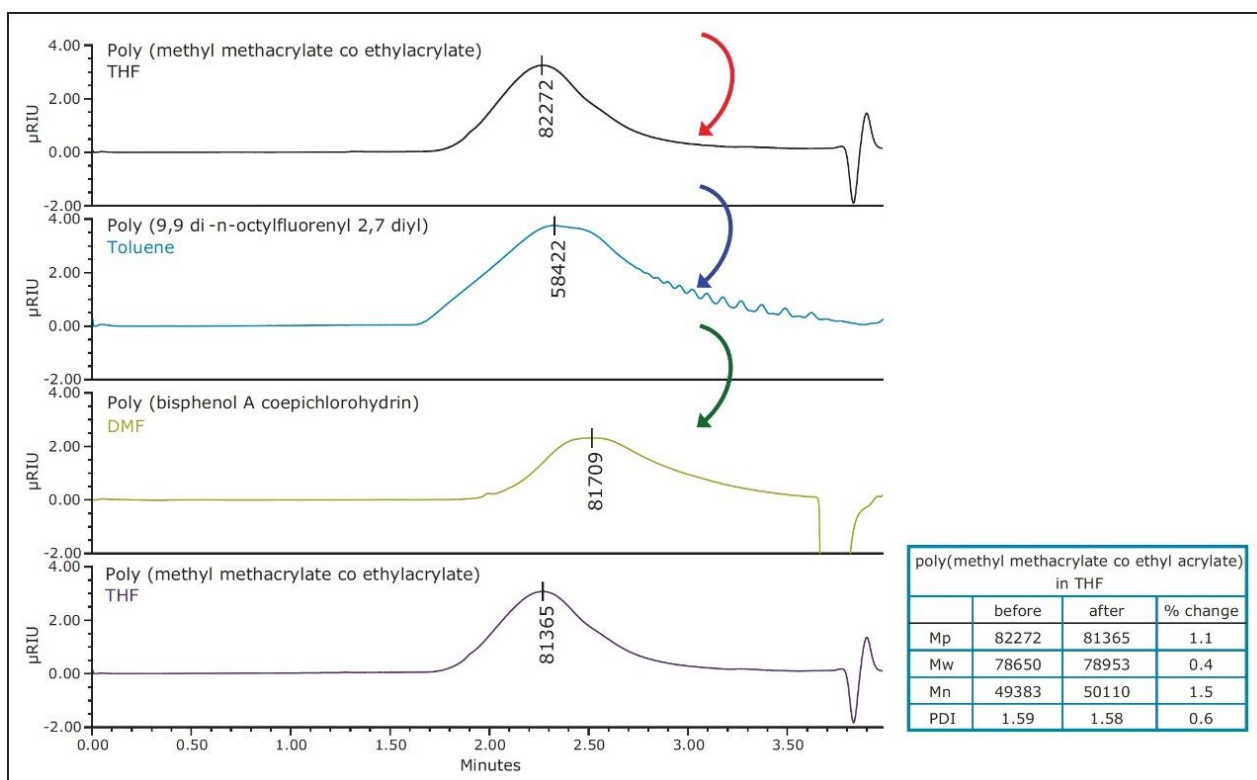 4.00
2.00
0.00
-2.00
µRIU
Poly (methyl methacrylate co ethylacrylate)
THF
82272
4.00
2.00
0.00
-2.00
µRIU
Poly (9,9 di -n-octylfluorenyl 2,7 diyl)
Toluene
58422
4.00
2.00
0.00
-2.00
µRIU
Poly (bisphenol A coepichlorohydrin)
DMF
81709
4.00
2.00
0.00
-2.00
µRIU
Poly (methyl methacrylate co ethylacrylate)
THF
81365
0.00 0.50 1.00 1.50 2.00 2.50 3.00 3.50
Minutes
poly(methyl methacrylate co ethyl acrylate)
in THF
before after % change
Mp 82272 81365 1.1
Mw 78650 78953 0.4
Mn 49383 50110 1.5
PDI 1.59 1.58 0.6